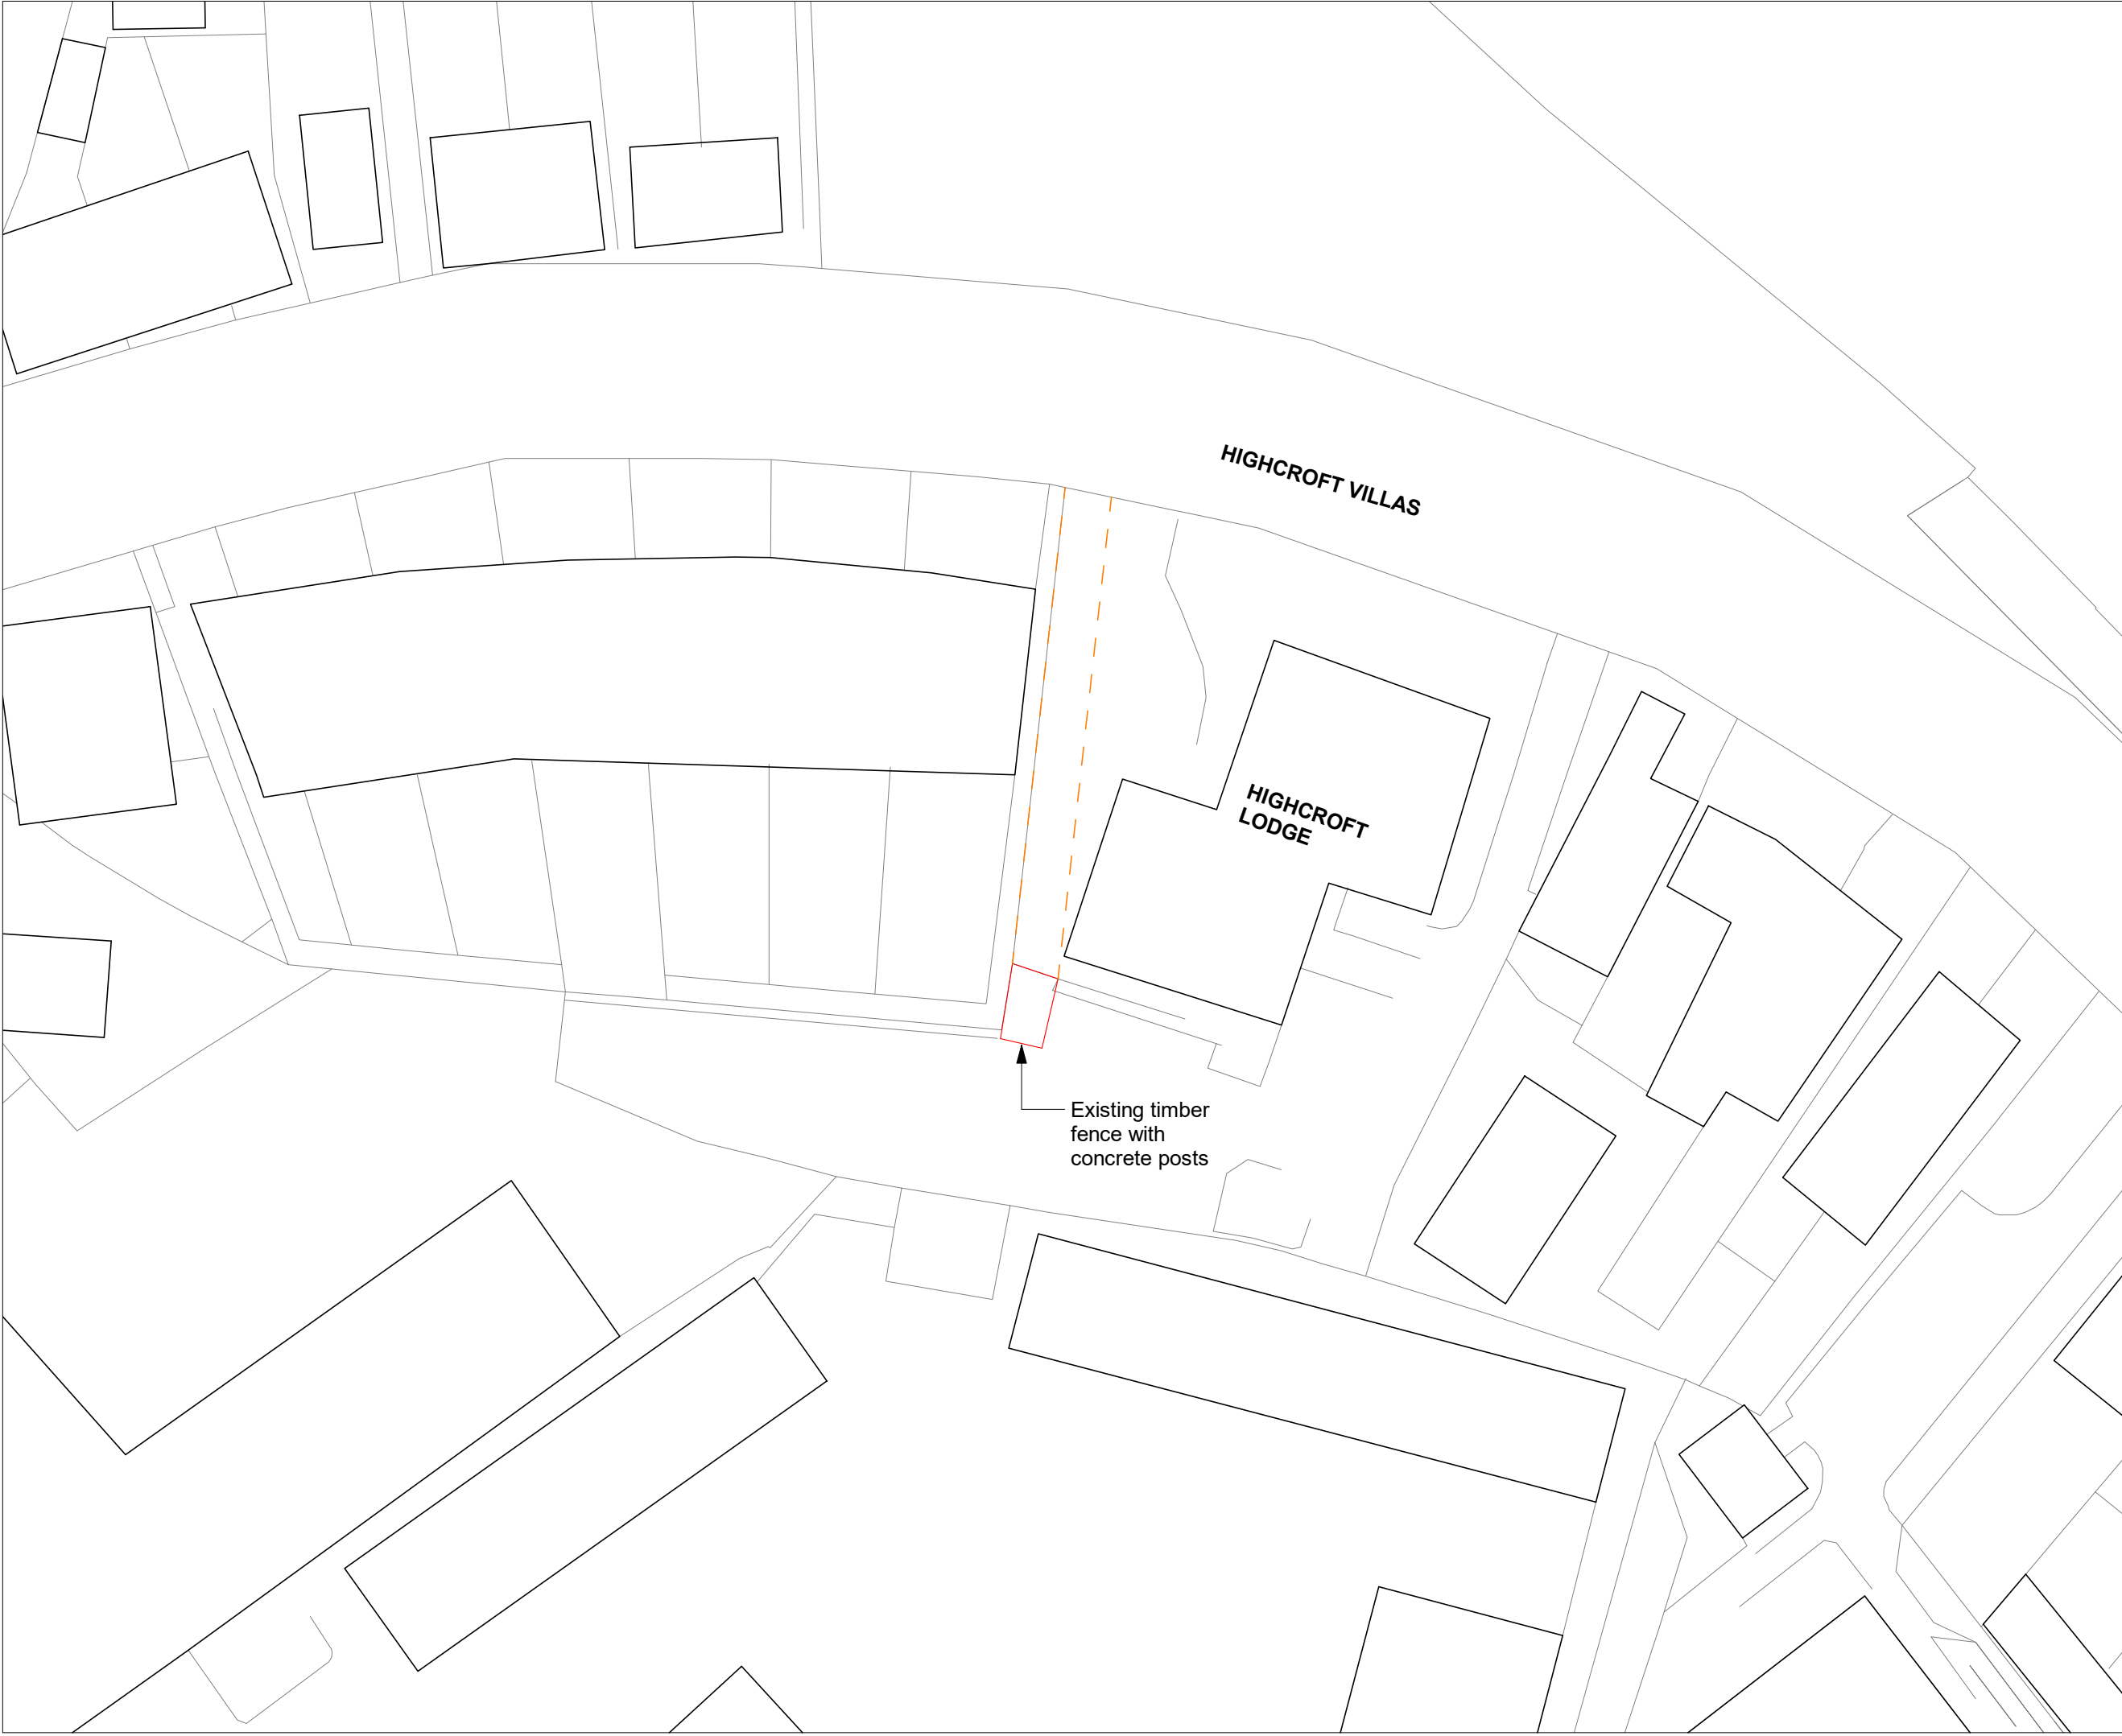 HIGHCROFT VILLAS
HIGHCROFT
LODGE
Existing timber
fence with
concrete posts